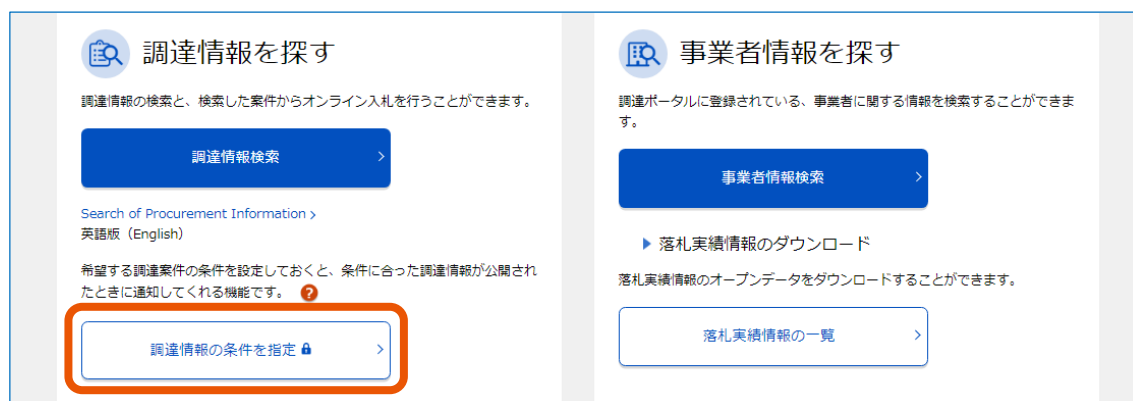 調達情報を探す
調達情報の検索と、検索した案件からオンライン入札を行うことができます。
調達情報検索
Search of Procurement Information
英語版（English）
希望する調達案件の条件を設定しておくと、条件に合った調達情報が公開され
たときに通知してくれる機能です。 ?
調達情報の条件を指定
事業者情報を探す
調達ポータルに登録されている、事業者に関する情報を検索することができま
す。
事業者情報検索
落札実績情報のダウンロード
落札実績情報のオープンデータをダウンロードすることができます。
落札実績情報の一覧